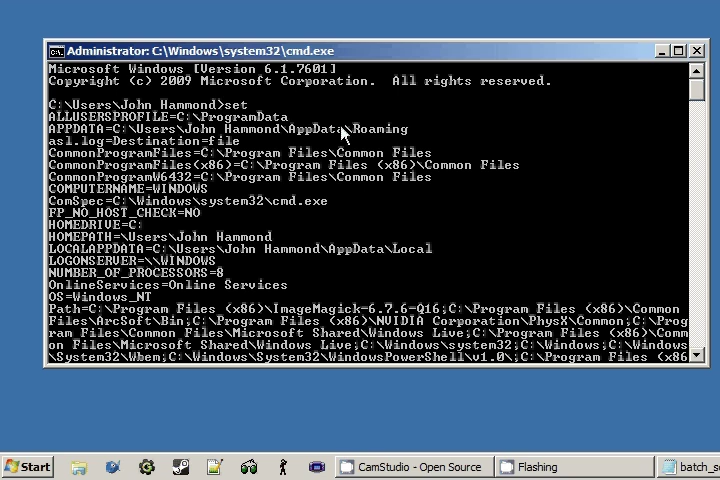 Administrator: C:\Windows\system32\cmd.exe
Microsoft Windows [Version 6.1.7601]
Copyright (c) 2009 Microsoft Corporation.  All rights reserved.
C:\Users\John Hammond>set
ALLUSERSPROFILE=C:\ProgramData
APPDATA=C:\Users\John Hammond\AppData\Roaming
asl.log=Destination=file
CommonProgramFiles=C:\Program Files\Common Files
CommonProgramFiles(x86)=C:\Program Files (x86)\Common Files
CommonProgramW6432=C:\Program Files\Common Files
COMPUTERNAME=WINDOWS
ComSpec=C:\Windows\system32\cmd.exe
FP_NO_HOST_CHECK=NO
HOMEDRIVE=C:
HOMEPATH=\Users\John Hammond
LOCALAPPDATA=C:\Users\John Hammond\AppData\Local
LOGONSERVER=\\WINDOWS
NUMBER_OF_PROCESSORS=8
OnlineServices=Online Services
OS=Windows_NT
Path=C:\Program Files (x86)\ImageMagick-6.7.6-Q16;C:\Program Files (x86)\Common
Files\ArcSoft\Bin;C:\Program Files (x86)\NVIDIA Corporation\PhysX\Common;C:\Prog
ram Files\Common Files\Microsoft Shared\Windows Live;C:\Program Files (x86)\Comm
on Files\Microsoft Shared\Windows Live;C:\Windows\system32;C:\Windows;C:\Windows
\System32\Wbem;C:\Windows\System32\WindowsPowerShell\v1.0\;C:\Program Files (x86
Start
CamStudio - Open Source
Flashing
batch_se